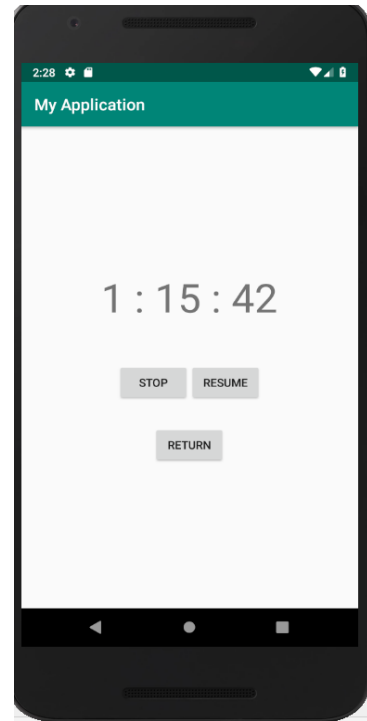 2:28
My Application
1 : 15 : 42
STOP RESUME
RETURN